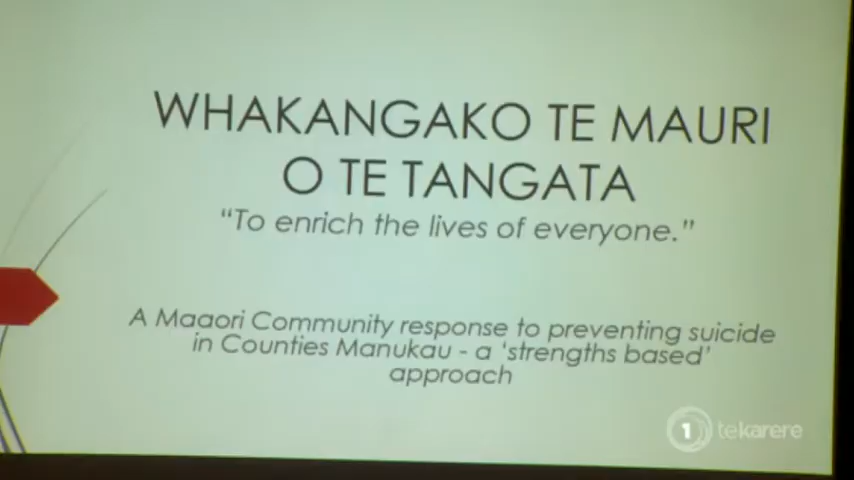 WHAKANGAKO TE MAURI
O TE TANGATA
“To enrich the lives of everyone.”
A Maaori Community response to preventing suicide
in Counties Manukau - a ‘strengths based’
approach
1 tekarere